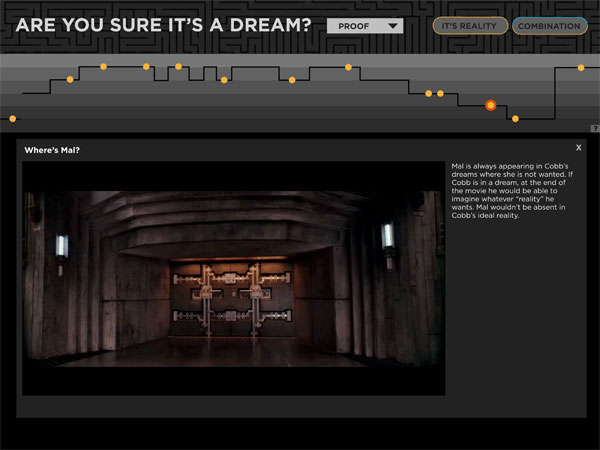 ARE YOU SURE IT'S A DREAM?
PROOF
IT'S REALITY
COMBINATION
?
Where's Mal?
X
Mal is always appearing in Cobb's
dreams where she is not wanted. If
Cobb is in a dream, at the end of
the movie he would be able to
imagine whatever "reality" he
wants. Mal wouldn't be absent in
Cobb's ideal reality.